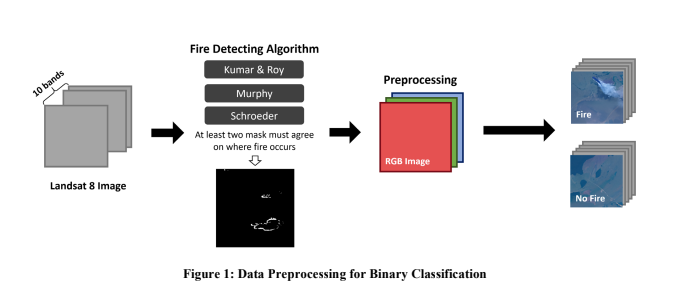 10 bands
Landsat 8 Image
Fire Detecting Algorithm
Kumar & Roy
Murphy
Schroeder
At least two mask must agree
on where fire occurs
Preprocessing
RGB Image
Fire
No Fire
Figure 1: Data Preprocessing for Binary Classification